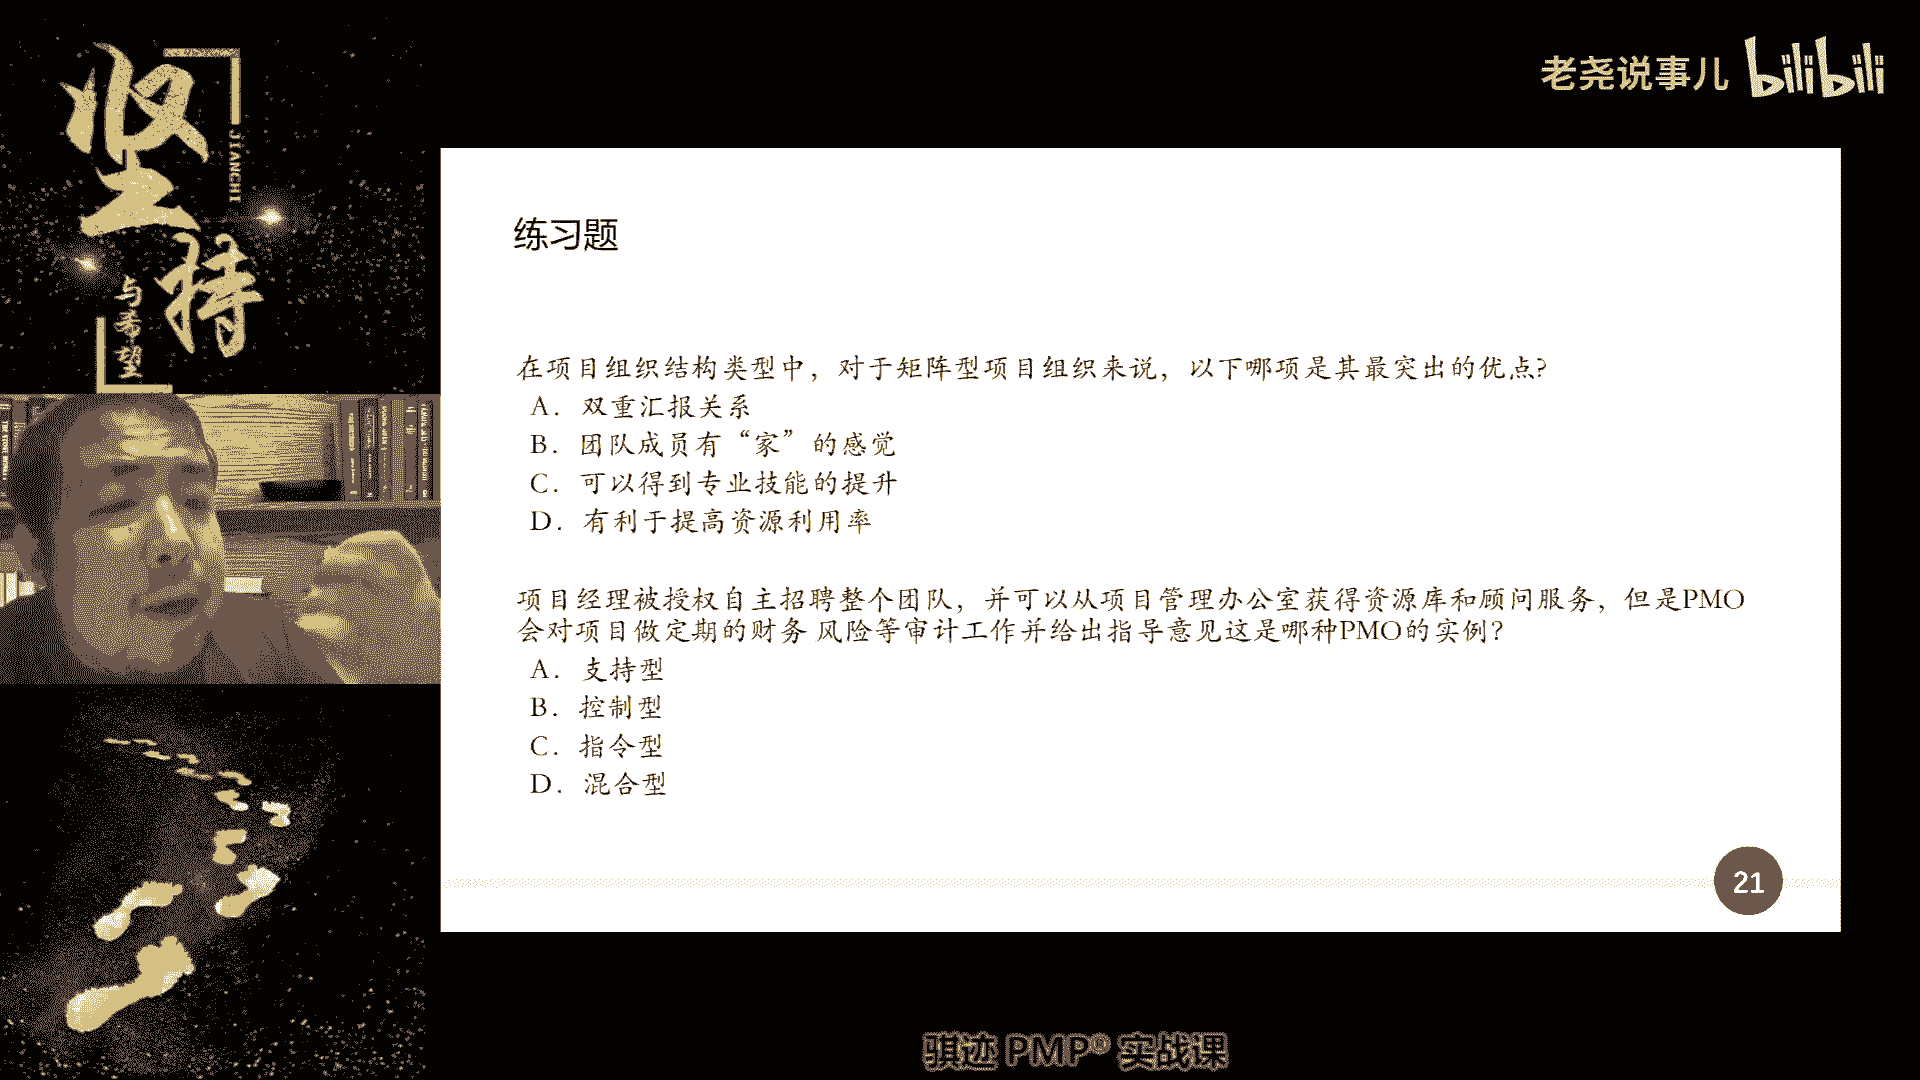 坚持
JIANCHI
与希望
老尧说事儿 bilibili
练习题
在项目组织结构类型中，对于矩阵型项目组织来说，以下哪项是其最突出的优点?
A. 双重汇报关系
B. 团队成员有“家”的感觉
C. 可以得到专业技能的提升
D. 有利于提高资源利用率
项目经理被授权自主招聘整个团队，并可以从项目管理办公室获得资源库和顾问服务，但是PMO
会对项目做定期的财务 风险等审计工作并给出指导意见这是哪种PMO的实例?
A. 支持型
B. 控制型
C. 指令型
D. 混合型
21
骐迹 PMP® 实战课